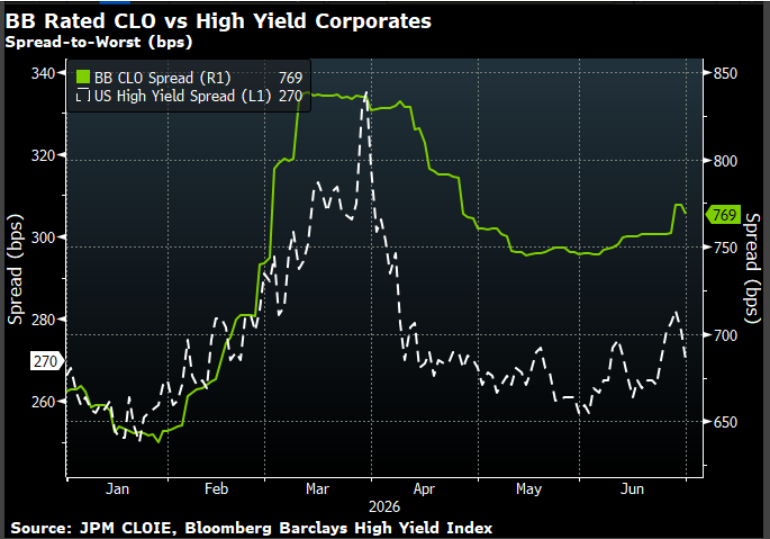 BB Rated CLO vs High Yield Corporates
Spread-to-Worst (bps)
BB CLO Spread (R1) 769
US High Yield Spread (L1) 270
340
320
300
280
270
260
Spread (bps)
850
800
769
750
700
650
Spread (bps)
Jan Feb Mar Apr May Jun
2026
Source: JPM CLOIE, Bloomberg Barclays High Yield Index